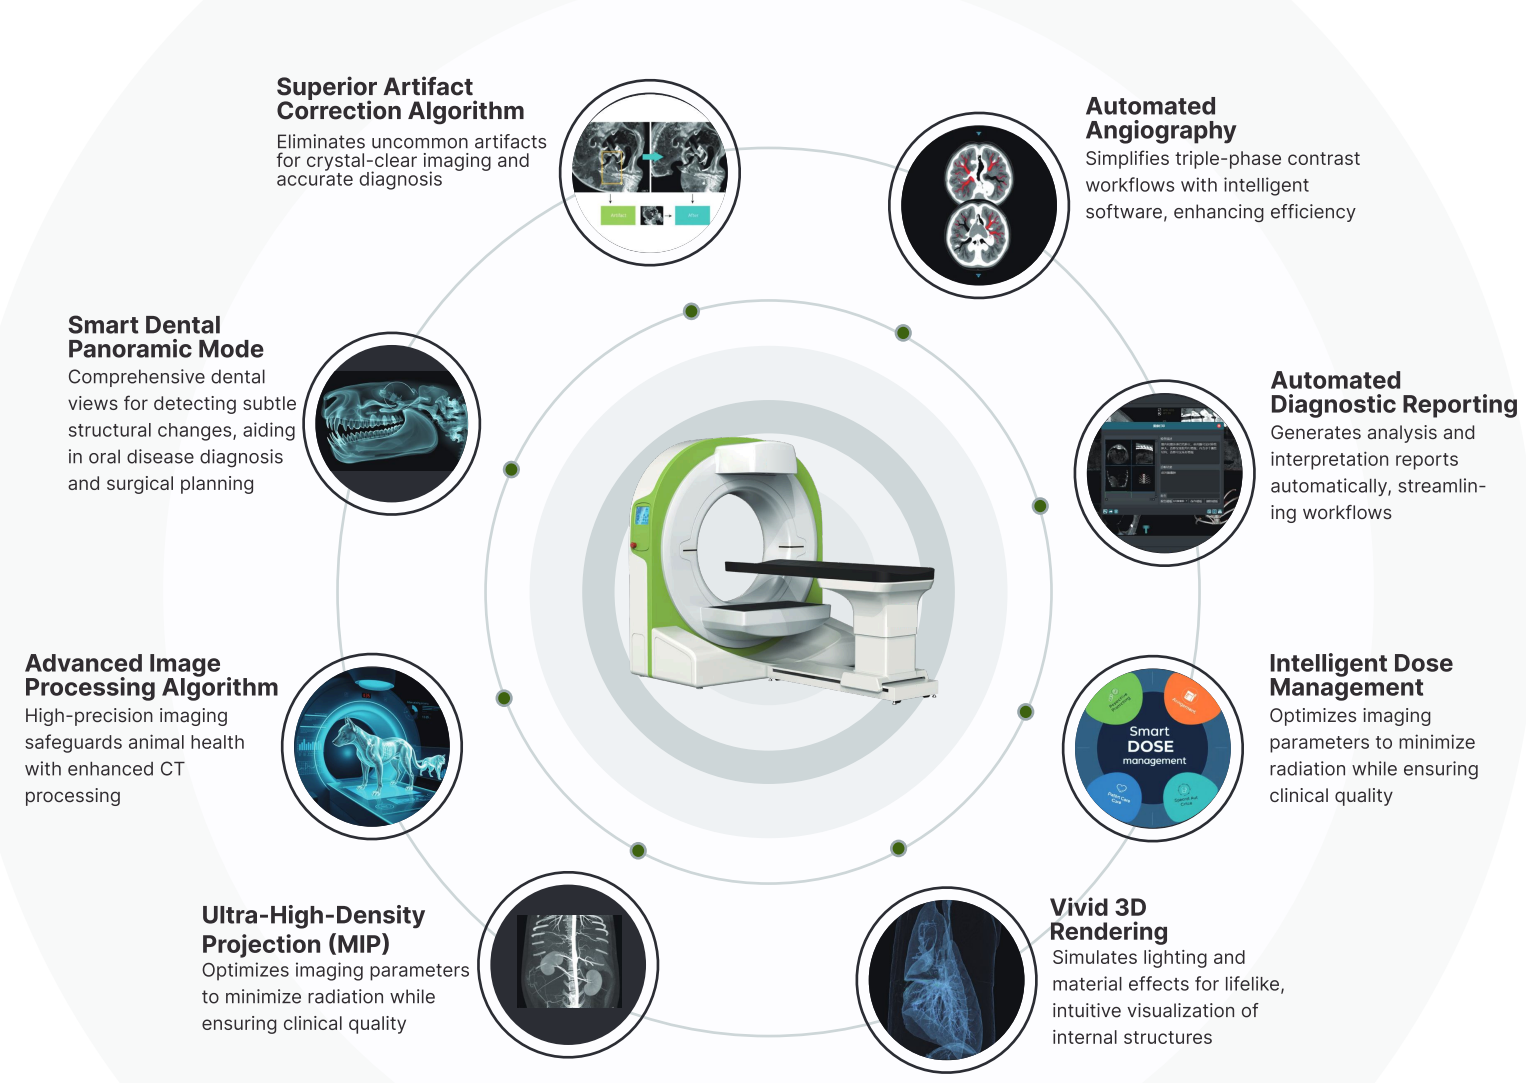 Superior Artifact
Correction Algorithm
Eliminates uncommon artifacts
for crystal-clear imaging and
accurate diagnosis
Automated
Angiography
Simplifies triple-phase contrast
workflows with intelligent
software, enhancing efficiency
Smart Dental
Panoramic Mode
Comprehensive dental
views for detecting subtle
structural changes, aiding
in oral disease diagnosis
and surgical planning
Automated
Diagnostic Reporting
Generates analysis and
interpretation reports
automatically, streamlin-
ing workflows
Advanced Image
Processing Algorithm
High-precision imaging
safeguards animal health
with enhanced CT
processing
Intelligent Dose
Management
Optimizes imaging
parameters to minimize
radiation while ensuring
clinical quality
Smart
DOSE
management
Ultra-High-Density
Projection (MIP)
Optimizes imaging parameters
to minimize radiation while
ensuring clinical quality
Vivid 3D
Rendering
Simulates lighting and
material effects for lifelike,
intuitive visualization of
internal structures